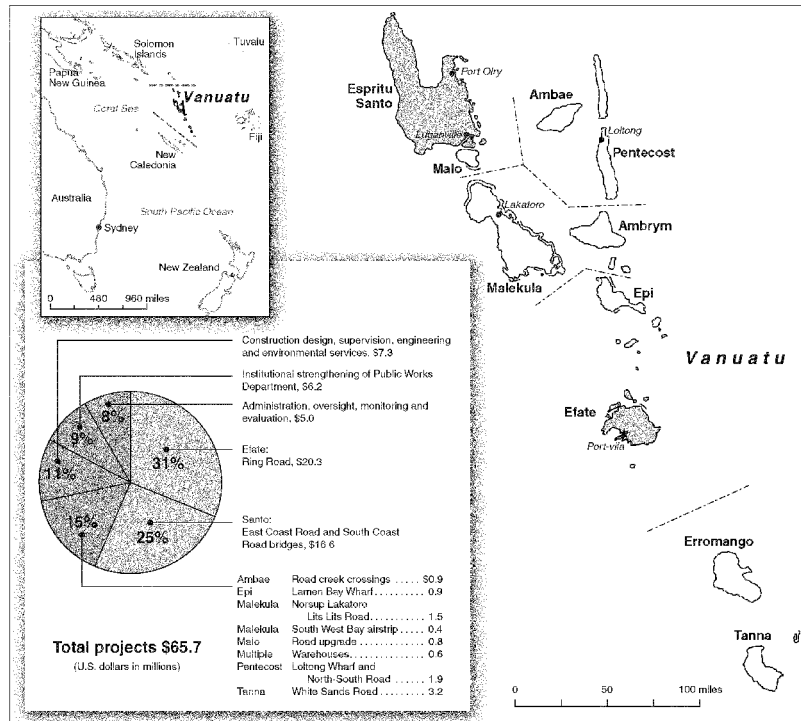 Solomon
Islands
Tuvalu
Papua
New Guinea
Vanuatu
Coral Sea
Fiji
New
Caledonia
Australia
South Pacific Ocean
Sydney
New Zealand
0 480 960 miles
Port Olry
Espritu
Santo
Luganville
Malo
Ambae
Loltong
Pentecost
Lakatoro
Ambrym
Malekula
Epi
Vanuatu
Efate
Port-vila
Erromango
Tanna
0 50 100 miles
Construction design, supervision, engineering
and environmental services, $7.3
Institutional strengthening of Public Works
Department, $6.2
Administration, oversight, monitoring and
evaluation, $5.0
Efate:
Ring Road, $20.3
Santo:
East Coast Road and South Coast
Road bridges, $16.6
8%
9%
11%
15%
31%
25%
Ambae Road creek crossings ..... $0.9
Epi Lamen Bay Wharf.......... 0.9
Malekula Norsup Lakatoro
Lits Lits Road........... 1.5
Malekula South West Bay airstrip ..... 0.4
Malo Road upgrade ............. 0.8
Multiple Warehouses............... 0.6
Pentecost Loltong Wharf and
North-South Road ...... 1.9
Tanna White Sands Road......... 3.2
Total projects $65.7
(U.S. dollars in millions)